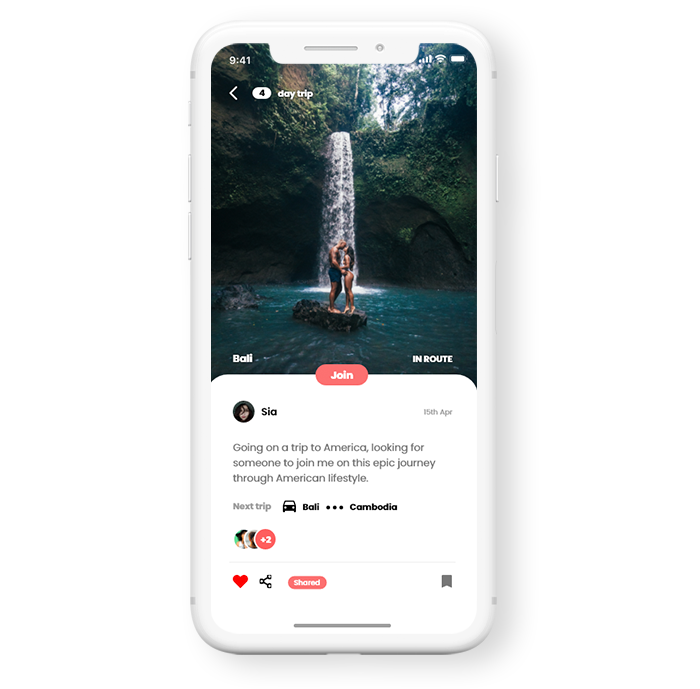 9:41
4 day trip
Bali IN ROUTE
Join
Sia 15th Apr
Going on a trip to America, looking for
someone to join me on this epic journey
through American lifestyle.
Next trip Bali ••• Cambodia
+2
Shared